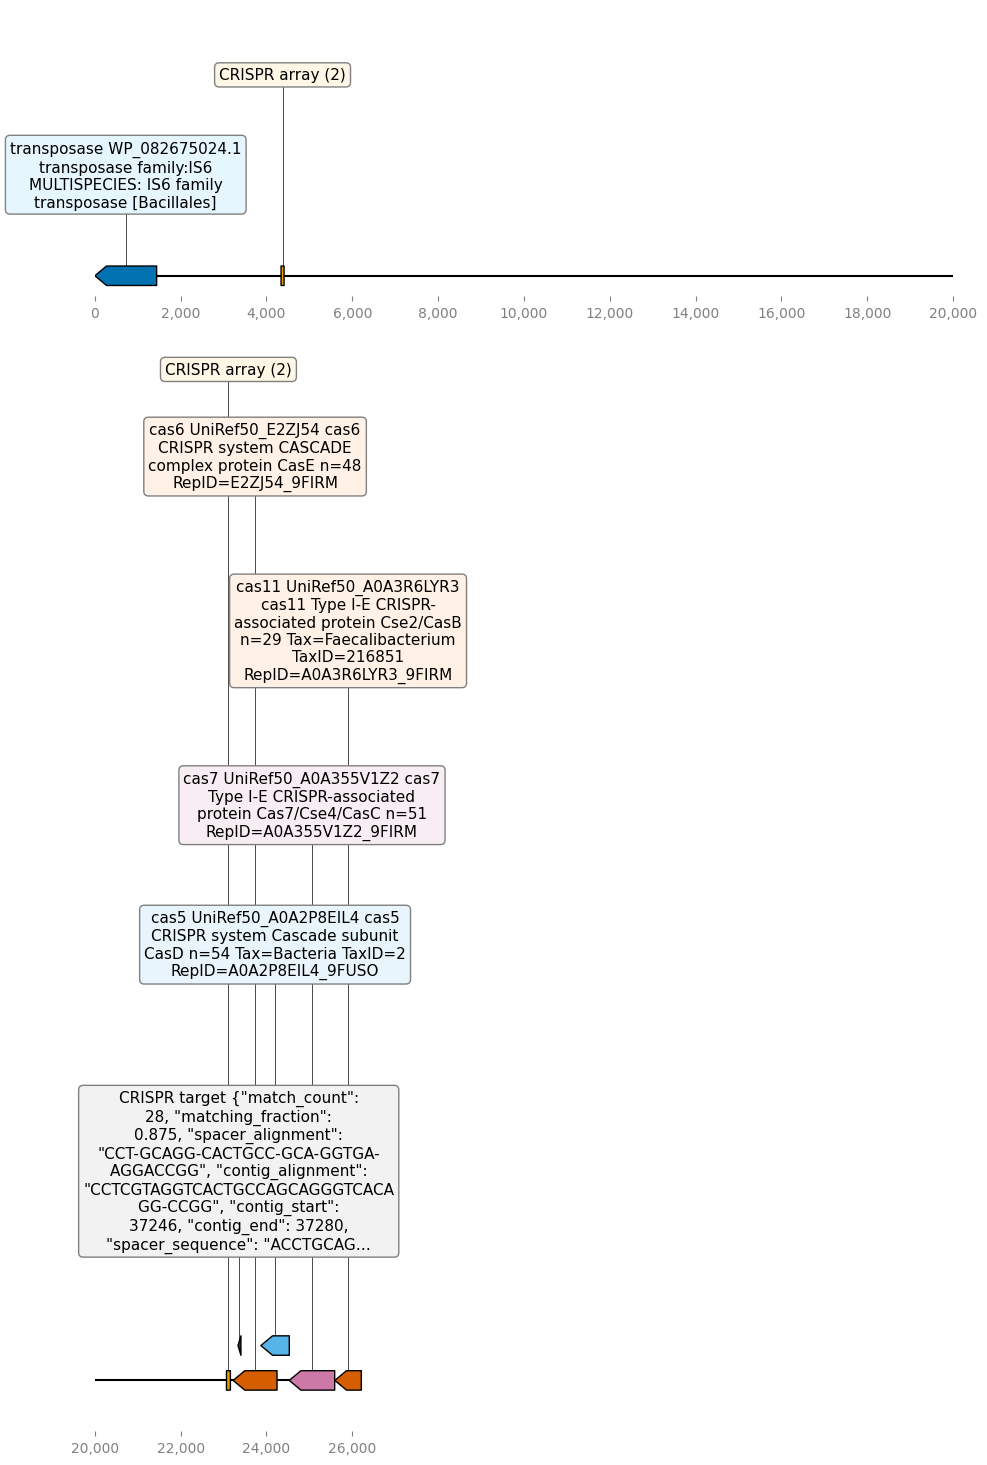 CRISPR array (2)
transposase WP_082675024.1
transposase family:IS6
MULTISPECIES: IS6 family
transposase [Bacillales]
0 2,000 4,000 6,000 8,000 10,000 12,000 14,000 16,000 18,000 20,000
CRISPR array (2)
cas6 UniRef50_E2ZJ54 cas6
CRISPR system CASCADE
complex protein CasE n=48
RepID=E2ZJ54_9FIRM
cas11 UniRef50_A0A3R6LYR3
cas11 Type I-E CRISPR-
associated protein Cse2/CasB
n=29 Tax=Faecalibacterium
TaxID=216851
RepID=A0A3R6LYR3_9FIRM
cas7 UniRef50_A0A355V1Z2 cas7
Type I-E CRISPR-associated
protein Cas7/Cse4/CasC n=51
RepID=A0A355V1Z2_9FIRM
cas5 UniRef50_A0A2P8EIL4 cas5
CRISPR system Cascade subunit
CasD n=54 Tax=Bacteria TaxID=2
RepID=A0A2P8EIL4_9FUSO
CRISPR target {"match_count":
28, "matching_fraction":
0.875, "spacer_alignment":
"CCT-GCAGG-CACTGCC-GCA-GGTGA-
AGGACCGG", "contig_alignment":
"CCTCGTAGGTCACTGCCAGCAGGGTCACA
GG-CCGG", "contig_start":
37246, "contig_end": 37280,
"spacer_sequence": "ACCTGCAG...
20,000 22,000 24,000 26,000